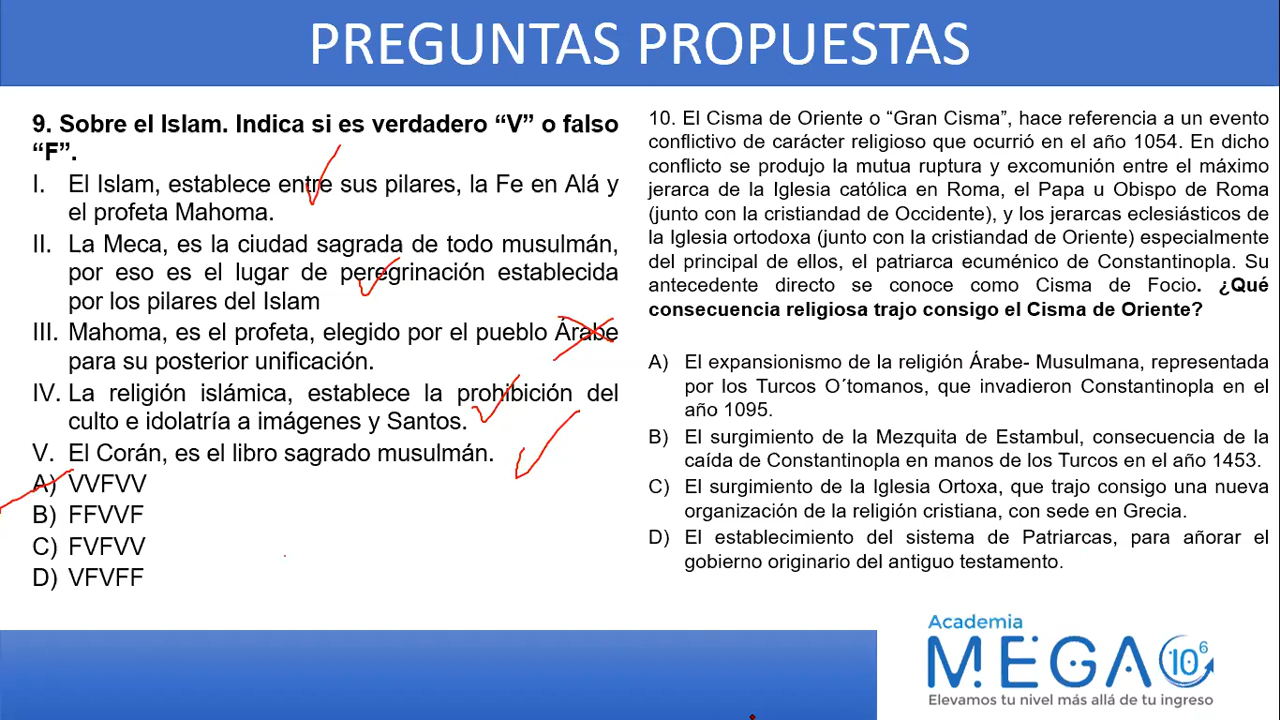 PREGUNTAS PROPUESTAS
9. Sobre el Islam. Indica si es verdadero “V” o falso
“F”.
I. El Islam, establece entre sus pilares, la Fe en Alá y
el profeta Mahoma.
II. La Meca, es la ciudad sagrada de todo musulmán,
por eso es el lugar de peregrinación establecida
por los pilares del Islam
III. Mahoma, es el profeta, elegido por el pueblo Árabe
para su posterior unificación.
IV. La religión islámica, establece la prohibición del
culto e idolatría a imágenes y Santos.
V. El Corán, es el libro sagrado musulmán.
A) VVFVV
B) FFVVF
C) FVFVV
D) VFVFF
10. El Cisma de Oriente o “Gran Cisma”, hace referencia a un evento
conflictivo de carácter religioso que ocurrió en el año 1054. En dicho
conflicto se produjo la mutua ruptura y excomunión entre el máximo
jerarca de la Iglesia católica en Roma, el Papa u Obispo de Roma
(junto con la cristiandad de Occidente), y los jerarcas eclesiásticos de
la Iglesia ortodoxa (junto con la cristiandad de Oriente) especialmente
del principal de ellos, el patriarca ecuménico de Constantinopla. Su
antecedente directo se conoce como Cisma de Focio. ¿Qué
consecuencia religiosa trajo consigo el Cisma de Oriente?
A) El expansionismo de la religión Árabe- Musulmana, representada
por los Turcos O´tomanos, que invadieron Constantinopla en el
año 1095.
B) El surgimiento de la Mezquita de Estambul, consecuencia de la
caída de Constantinopla en manos de los Turcos en el año 1453.
C) El surgimiento de la Iglesia Ortoxa, que trajo consigo una nueva
organización de la religión cristiana, con sede en Grecia.
D) El establecimiento del sistema de Patriarcas, para añorar el
gobierno originario del antiguo testamento.
Academia
MEGA 10⁶
Elevamos tu nivel más allá de tu ingreso